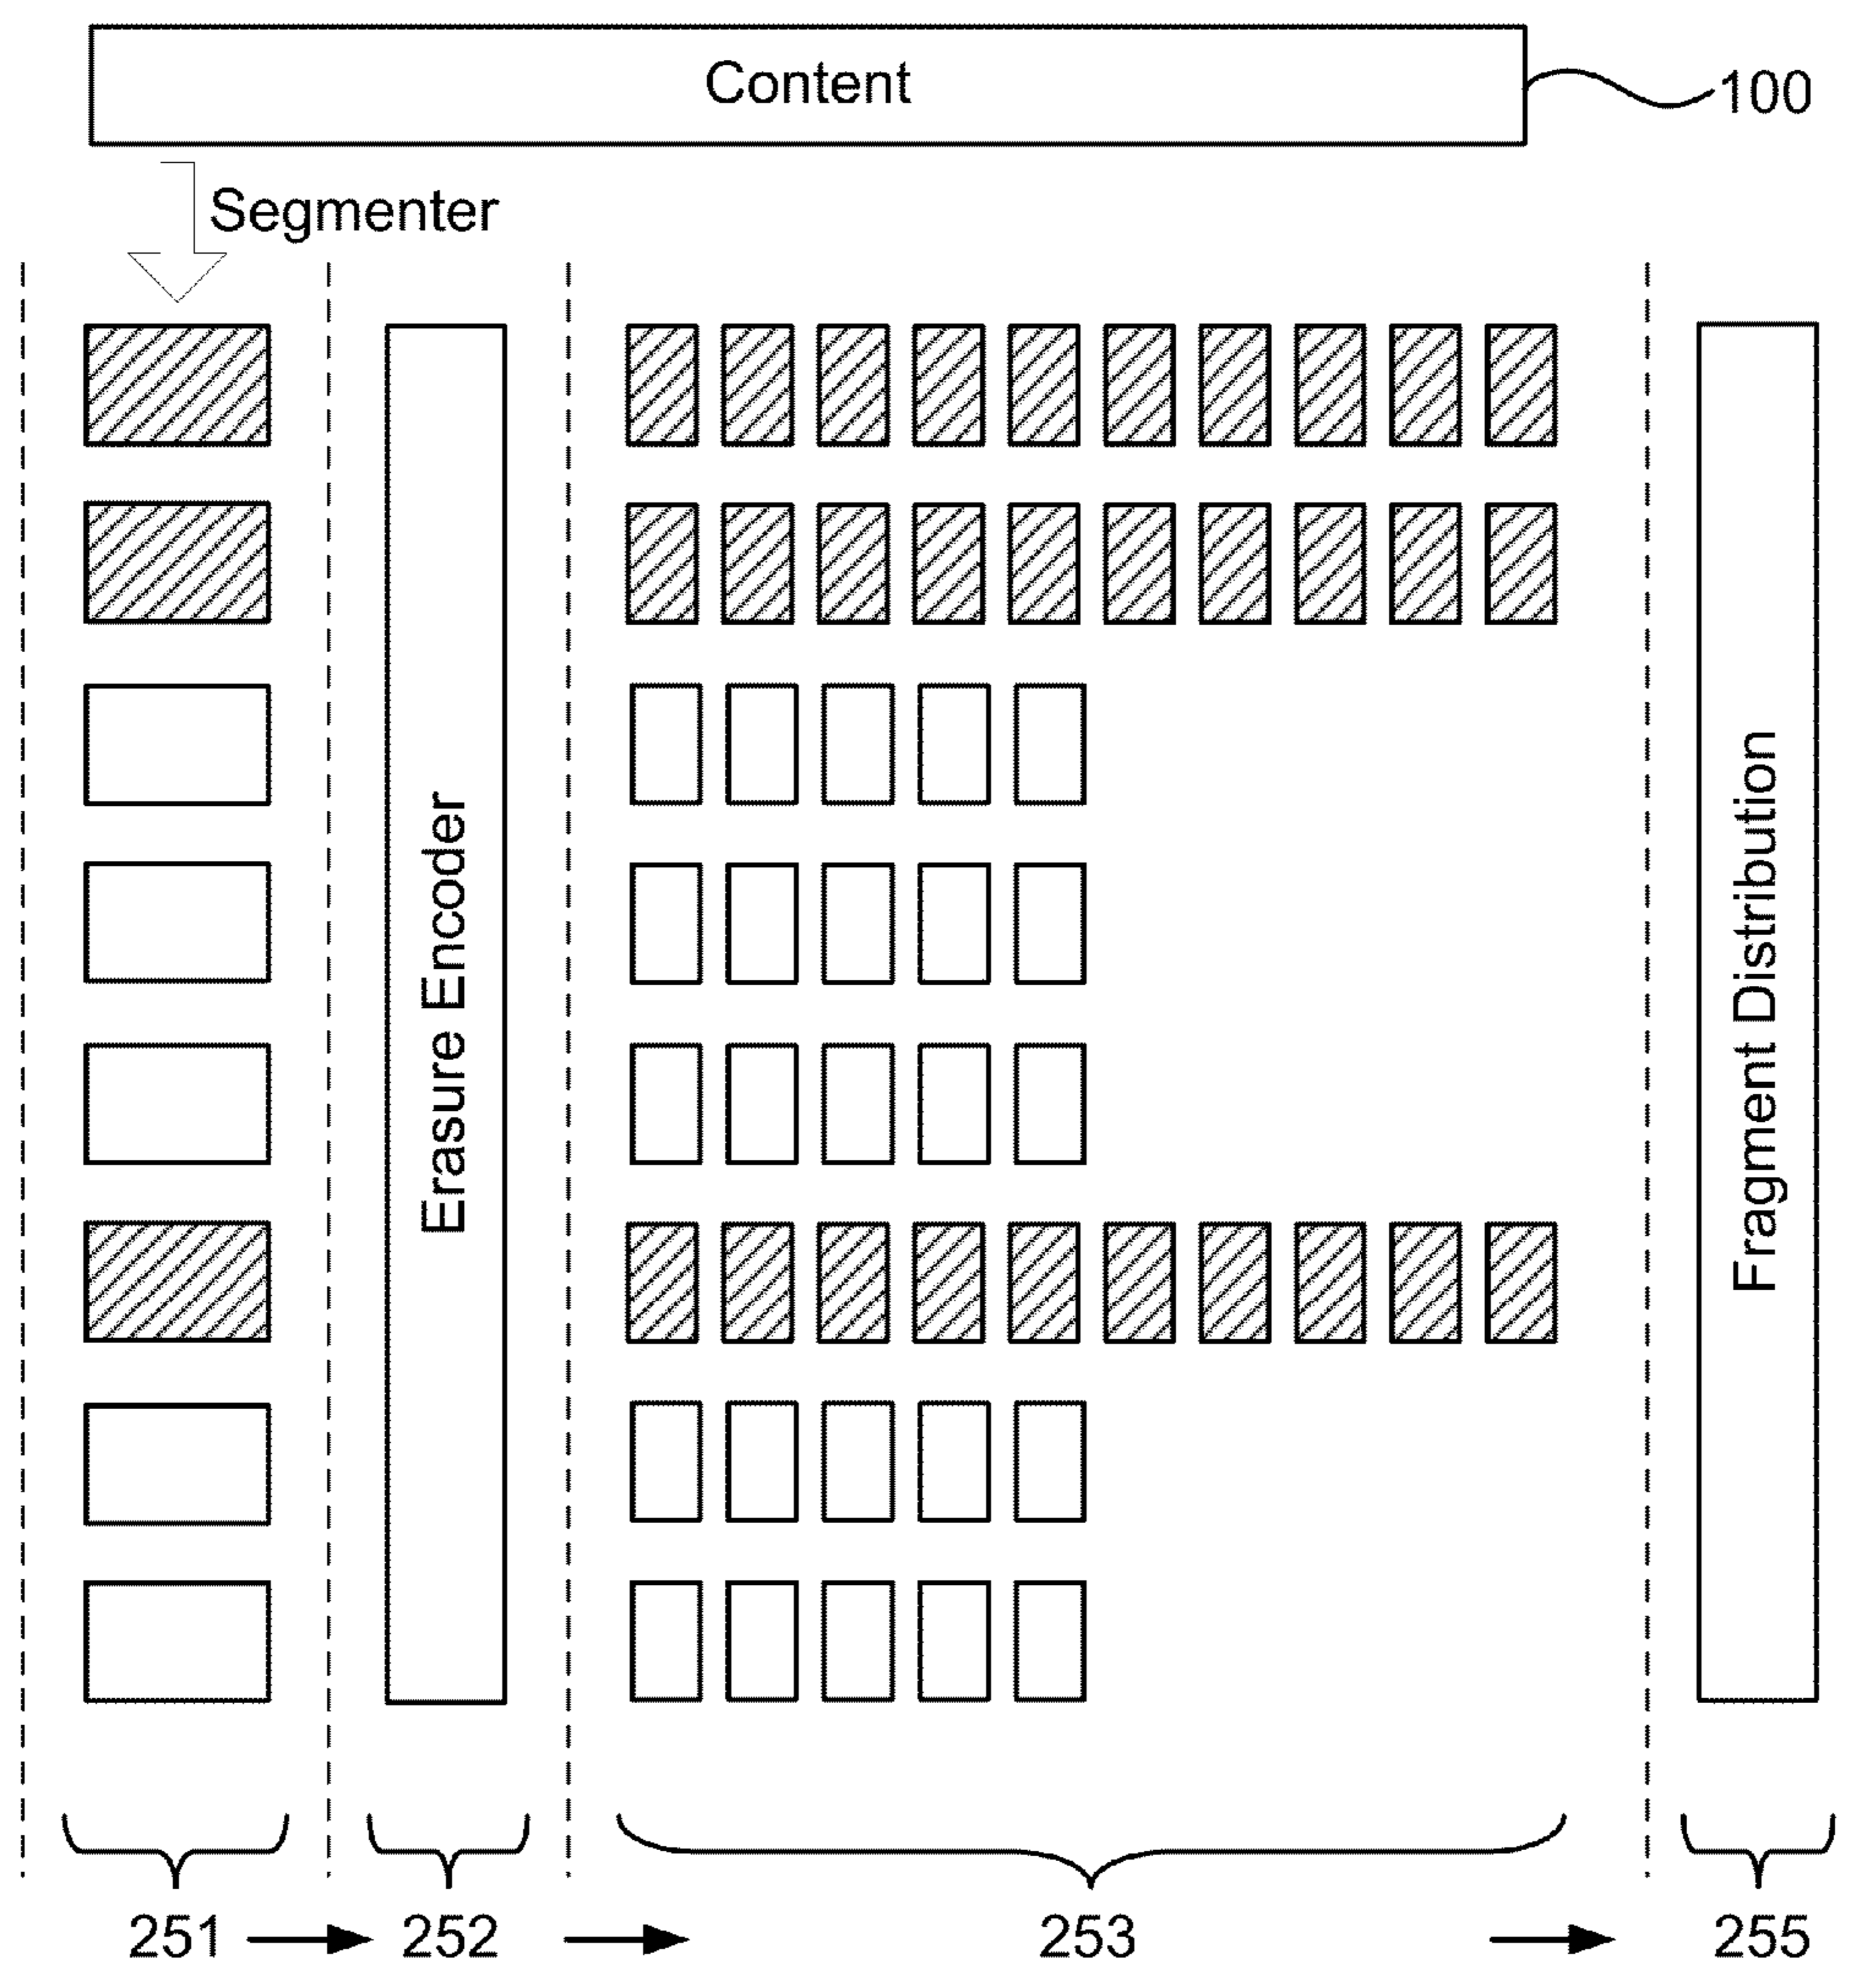 Content
100
Segmenter
Erasure Encoder
Fragment Distribution
251
252
253
255